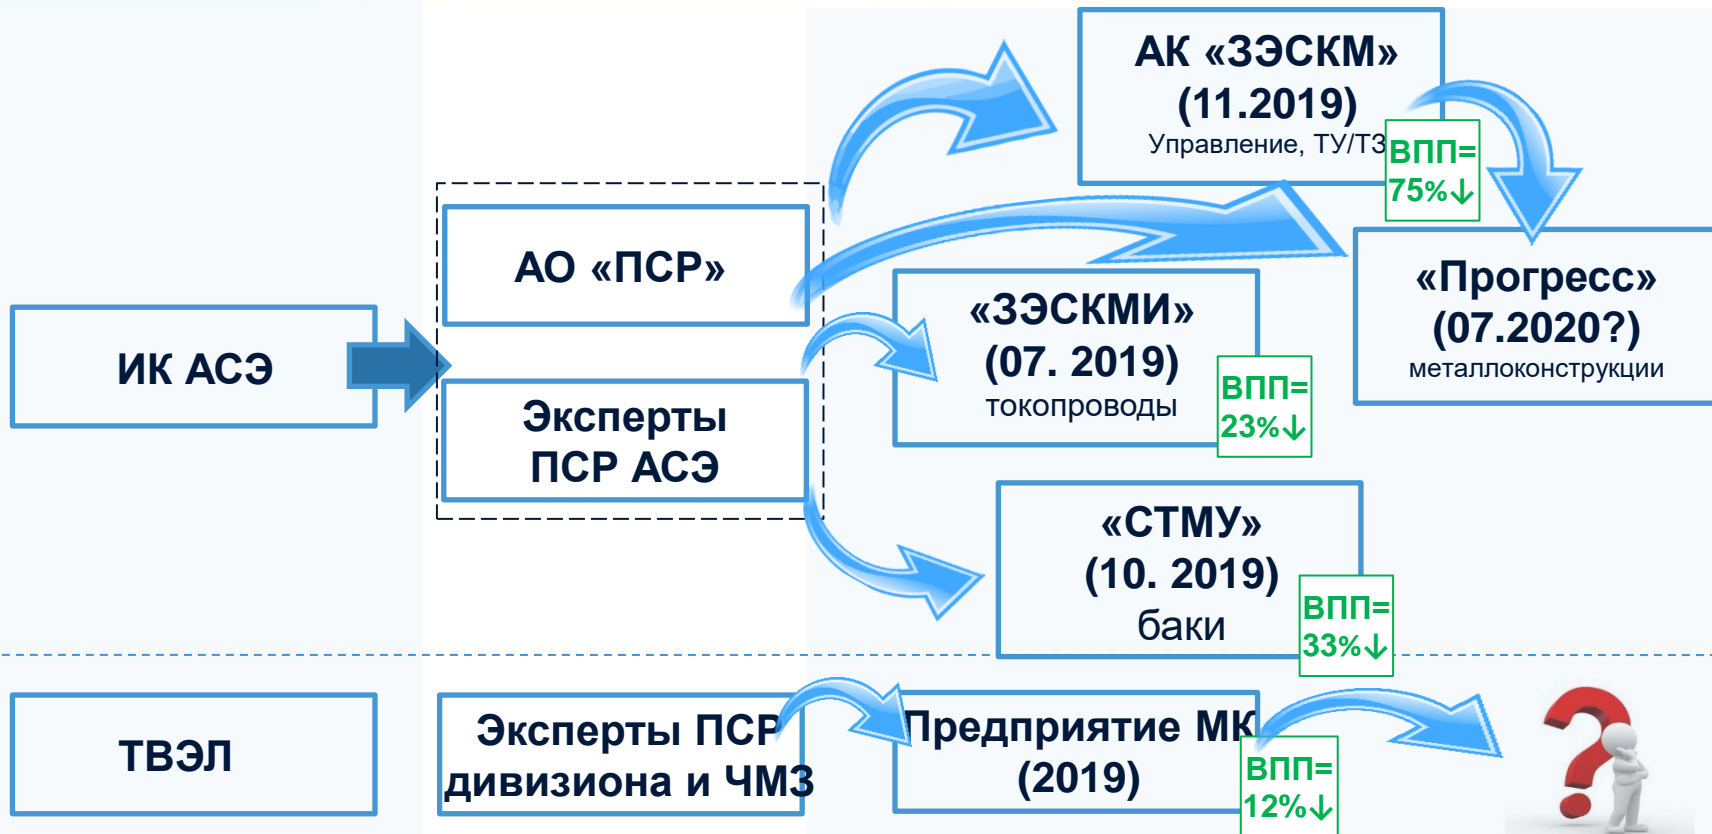 ИК АСЭ
АО «ПСР»
Эксперты
ПСР АСЭ
АК «ЗЭСКМ»
(11.2019)
Управление, ТУ/ТЗ
ВПП=
75%↓
«Прогресс»
(07.2020?)
металлоконструкции
«ЗЭСКМИ»
(07. 2019)
токопроводы
ВПП=
23%↓
«СТМУ»
(10. 2019)
баки
ВПП=
33%↓
ТВЭЛ
Эксперты ПСР
дивизиона и ЧМЗ
Предприятие МК
(2019)
ВПП=
12%↓
?